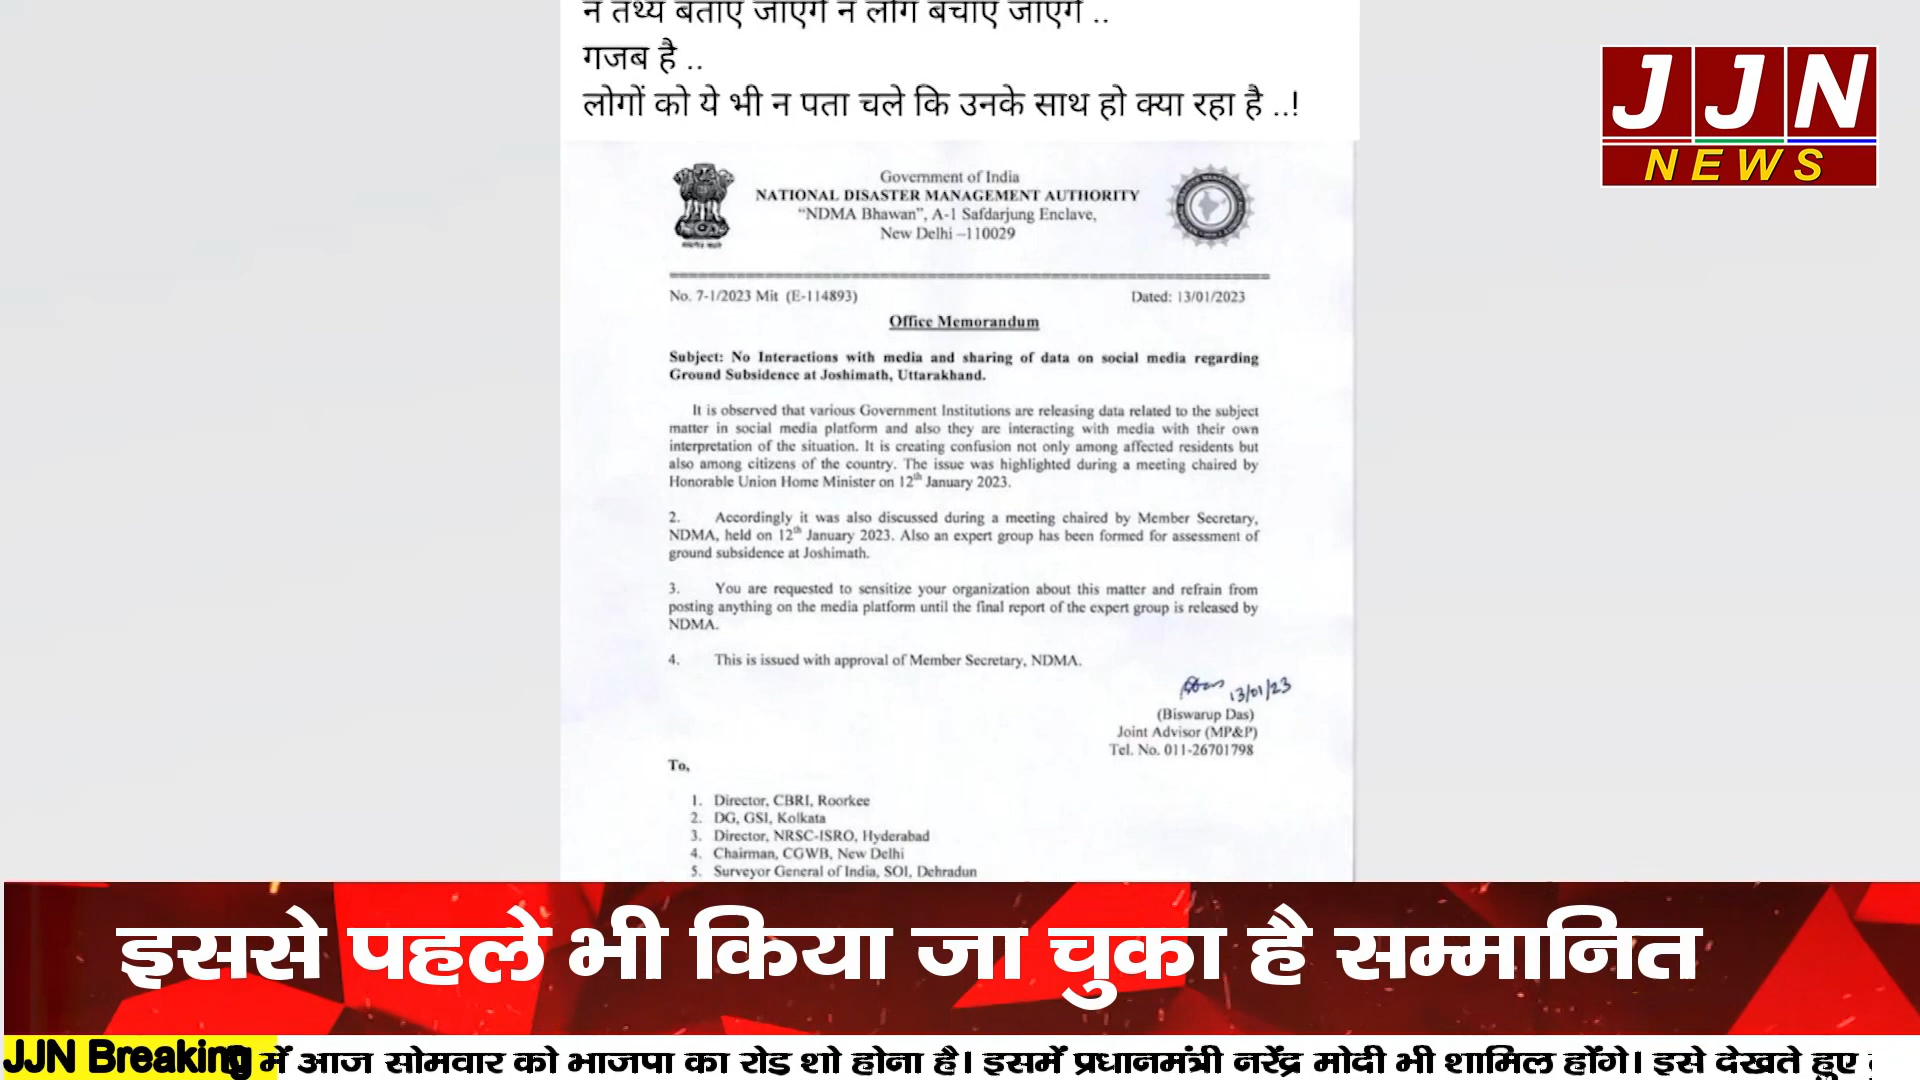 न तथ्य बताए जाएंगे न लोग बचाए जाएंगे ..
गजब है ..
लोगों को ये भी न पता चले कि उनके साथ हो क्या रहा है ..!
JJN
NEWS
Government of India
NATIONAL DISASTER MANAGEMENT AUTHORITY
“NDMA Bhawan”, A-1 Safdarjung Enclave,
New Delhi –110029
No. 7-1/2023 Mit (E-114893) Dated: 13/01/2023
Office Memorandum
Subject: No Interactions with media and sharing of data on social media regarding
Ground Subsidence at Joshimath, Uttarakhand.
It is observed that various Government Institutions are releasing data related to the subject
matter in social media platform and also they are interacting with media with their own
interpretation of the situation. It is creating confusion not only among affected residents but
also among citizens of the country. The issue was highlighted during a meeting chaired by
Honorable Union Home Minister on 12th January 2023.
2. Accordingly it was also discussed during a meeting chaired by Member Secretary,
NDMA, held on 12th January 2023. Also an expert group has been formed for assessment of
ground subsidence at Joshimath.
3. You are requested to sensitize your organization about this matter and refrain from
posting anything on the media platform until the final report of the expert group is released by
NDMA.
4. This is issued with approval of Member Secretary, NDMA.
13/01/23
(Biswarup Das)
Joint Advisor (MP&P)
Tel. No. 011-26701798
To,
1. Director, CBRI, Roorkee
2. DG, GSI, Kolkata
3. Director, NRSC-ISRO, Hyderabad
4. Chairman, CGWB, New Delhi
5. Surveyor General of India, SOI, Dehradun
इससे पहले भी किया जा चुका है सम्मानित
JJN Breaking में आज सोमवार को भाजपा का रोड शो होना है। इसमें प्रधानमंत्री नरेंद्र मोदी भी शामिल होंगे। इसे देखते हुए